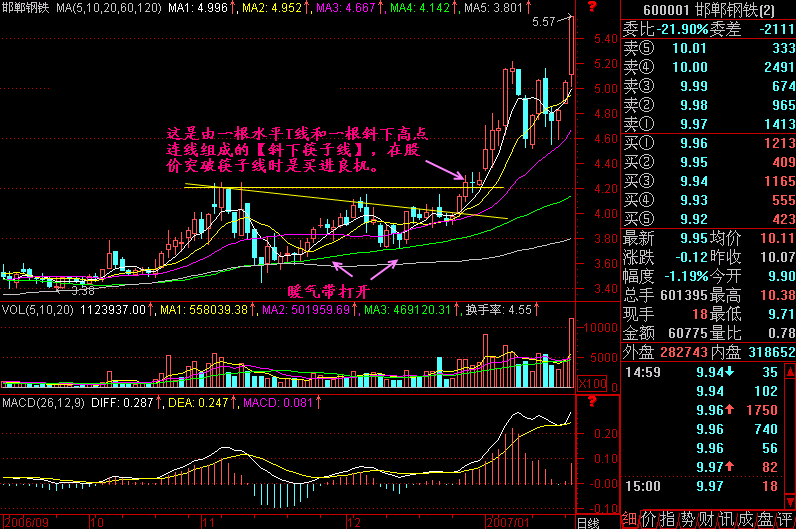 邯郸钢铁 MA(5,10,20,60,120) MA1: 4.996↑, MA2: 4.952↑, MA3: 4.667↑, MA4: 4.142↑, MA5: 3.801↑ ?
5.57
5.40
5.20
5.00
4.80
4.60
4.40
4.20
4.00
3.80
3.60
3.40
这是由一根水平T线和一根斜下高点
连线组成的【斜下筷子线】，在股
价突破筷子线时是买进良机。
3.38
暖气带打开
VOL(5,10,20) 1123937.00↑, MA1: 558039.38↑, MA2: 501959.69↑, MA3: 469120.31↑, 换手率: 4.55↑
10000
5000
X100
0
MACD(26,12,9) DIFF: 0.287↑, DEA: 0.247↑, MACD: 0.081↑ ?
0.20
0.10
-0.00
-0.10
2006/09 10 11 12 2007/01 日线
600001 邯郸钢铁(2)
委比 -21.90% 委差 -2111
卖⑤ 10.01 333
卖④ 10.00 2491
卖③ 9.99 674
卖② 9.98 965
卖① 9.97 1413
买① 9.96 1213
买② 9.95 409
买③ 9.94 1165
买④ 9.93 555
买⑤ 9.92 423
最新 9.95 均价 10.11
涨跌 -0.12 昨收 10.07
幅度 -1.19% 今开 9.90
总手 601395 最高 10.38
现手 18 最低 9.71
金额 60775 量比 0.78
外盘 282743 内盘 318652
14:59 9.94↓ 35
9.94 102
9.96↑ 1750
9.96 740
9.96 56
9.97↑ 82
15:00 9.97 18
细价指势财讯成盘评